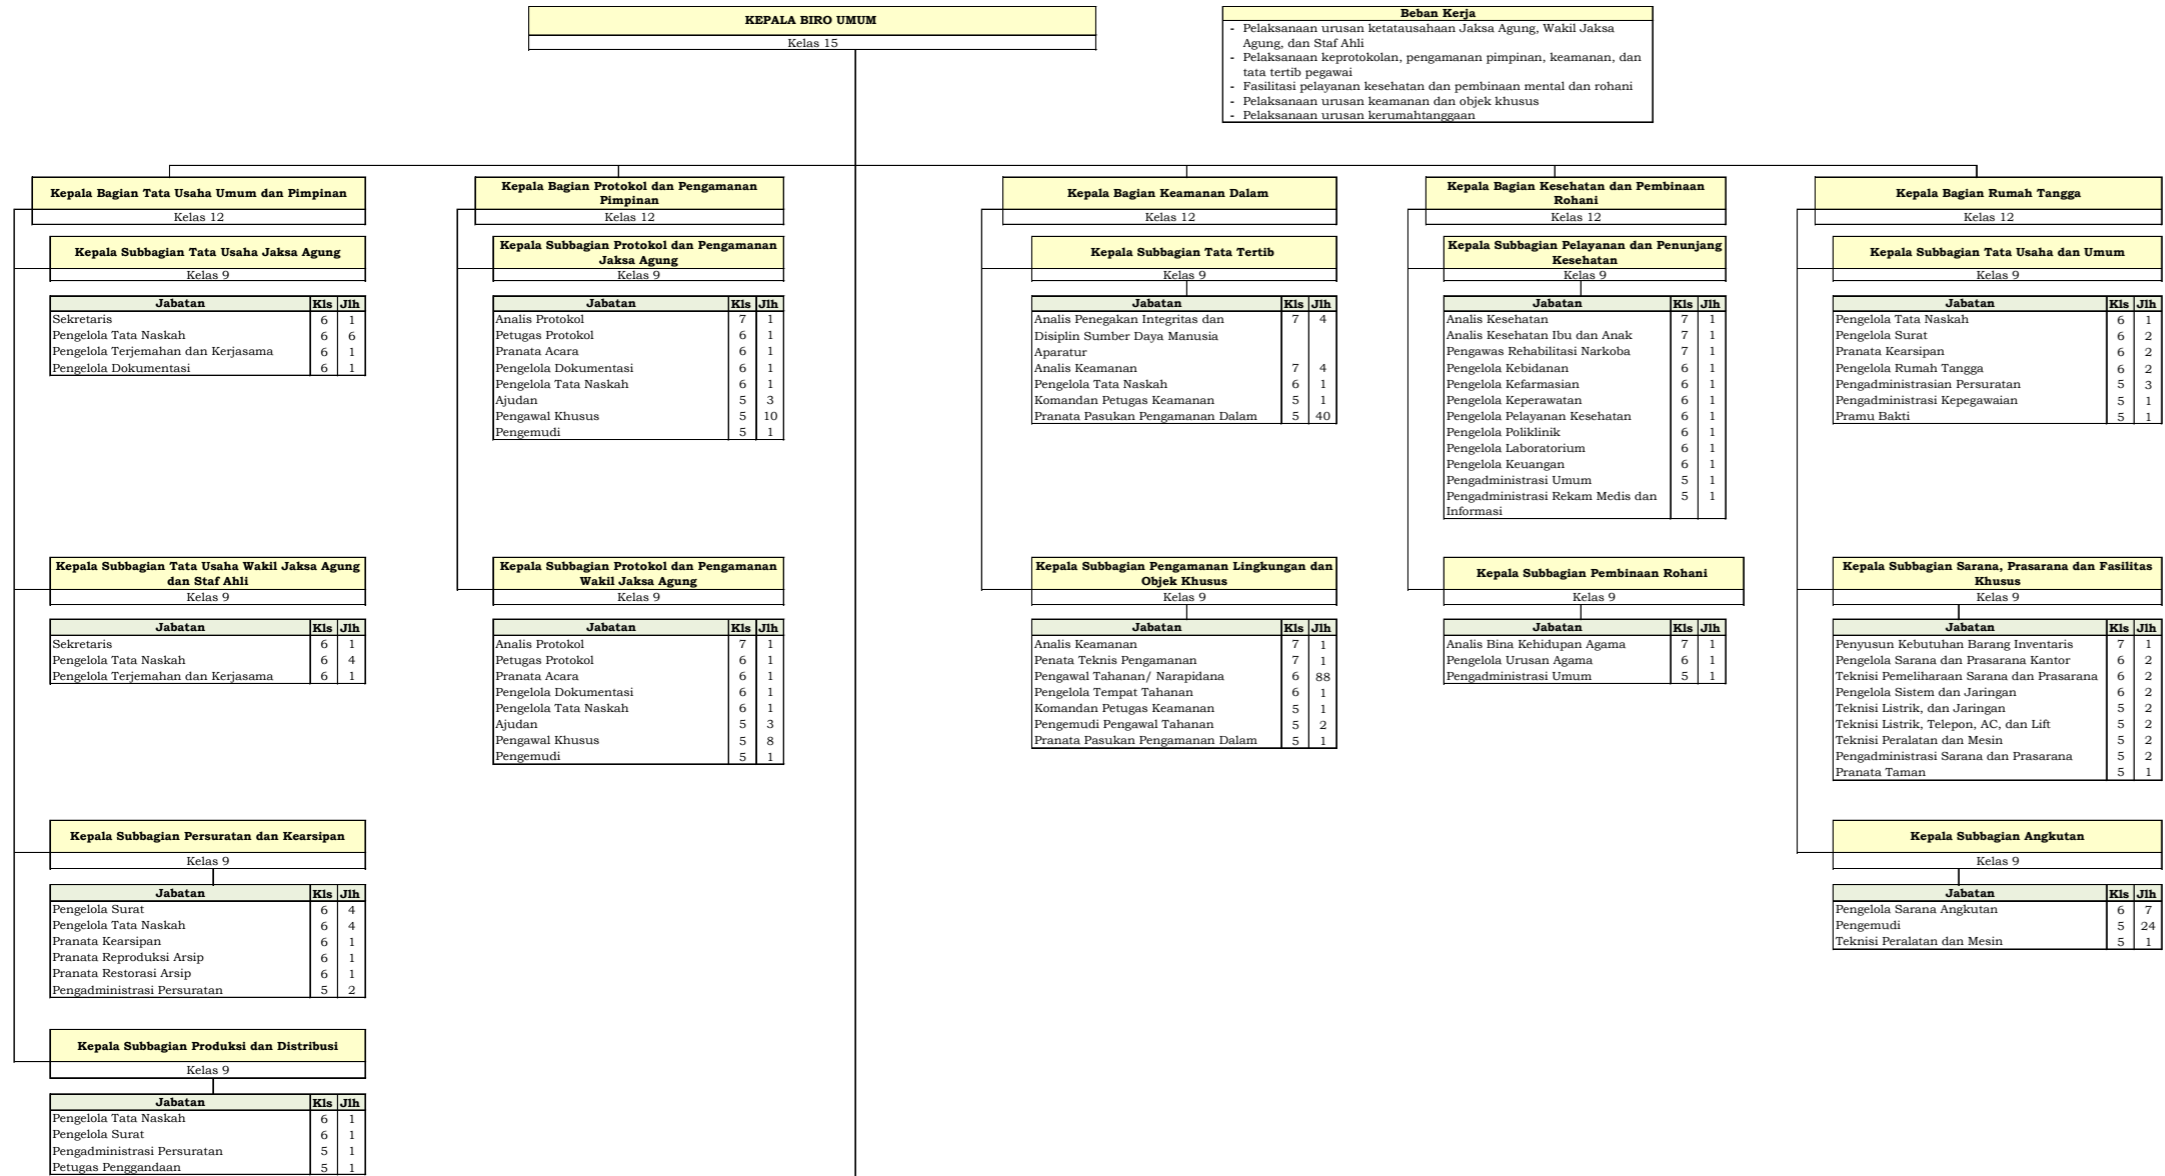 KEPALA BIRO UMUM
Kelas 15
Beban Kerja
- Pelaksanaan urusan ketatausahaan Jaksa Agung, Wakil Jaksa
Agung, dan Staf Ahli
- Pelaksanaan keprotokolan, pengamanan pimpinan, keamanan, dan
tata tertib pegawai
- Fasilitasi pelayanan kesehatan dan pembinaan mental dan rohani
- Pelaksanaan urusan keamanan dan objek khusus
- Pelaksanaan urusan kerumahtanggaan
Kepala Bagian Tata Usaha Umum dan Pimpinan
Kelas 12
Kepala Subbagian Tata Usaha Jaksa Agung
Kelas 9
Jabatan Kls Jlh
Sekretaris 6 1
Pengelola Tata Naskah 6 6
Pengelola Terjemahan dan Kerjasama 6 1
Pengelola Dokumentasi 6 1
Kepala Subbagian Tata Usaha Wakil Jaksa Agung
dan Staf Ahli
Kelas 9
Jabatan Kls Jlh
Sekretaris 6 1
Pengelola Tata Naskah 6 4
Pengelola Terjemahan dan Kerjasama 6 1
Kepala Subbagian Persuratan dan Kearsipan
Kelas 9
Jabatan Kls Jlh
Pengelola Surat 6 4
Pengelola Tata Naskah 6 4
Pranata Kearsipan 6 1
Pranata Reproduksi Arsip 6 1
Pranata Restorasi Arsip 6 1
Pengadministrasi Persuratan 5 2
Kepala Subbagian Produksi dan Distribusi
Kelas 9
Jabatan Kls Jlh
Pengelola Tata Naskah 6 1
Pengelola Surat 6 1
Pengadministrasi Persuratan 5 1
Petugas Penggandaan 5 1
Kepala Bagian Protokol dan Pengamanan
Pimpinan
Kelas 12
Kepala Subbagian Protokol dan Pengamanan
Jaksa Agung
Kelas 9
Jabatan Kls Jlh
Analis Protokol 7 1
Petugas Protokol 6 1
Pranata Acara 6 1
Pengelola Dokumentasi 6 1
Pengelola Tata Naskah 6 1
Ajudan 5 3
Pengawal Khusus 5 10
Pengemudi 5 1
Kepala Subbagian Protokol dan Pengamanan
Wakil Jaksa Agung
Kelas 9
Jabatan Kls Jlh
Analis Protokol 7 1
Petugas Protokol 6 1
Pranata Acara 6 1
Pengelola Dokumentasi 6 1
Pengelola Tata Naskah 6 1
Ajudan 5 3
Pengawal Khusus 5 8
Pengemudi 5 1
Kepala Bagian Keamanan Dalam
Kelas 12
Kepala Subbagian Tata Tertib
Kelas 9
Jabatan Kls Jlh
Analis Penegakan Integritas dan 7 4
Disiplin Sumber Daya Manusia
Aparatur
Analis Keamanan 7 4
Pengelola Tata Naskah 6 1
Komandan Petugas Keamanan 5 1
Pranata Pasukan Pengamanan Dalam 5 40
Kepala Subbagian Pengamanan Lingkungan dan
Objek Khusus
Kelas 9
Jabatan Kls Jlh
Analis Keamanan 7 1
Penata Teknis Pengamanan 7 1
Pengawal Tahanan/ Narapidana 6 88
Pengelola Tempat Tahanan 6 1
Komandan Petugas Keamanan 5 1
Pengemudi Pengawal Tahanan 5 2
Pranata Pasukan Pengamanan Dalam 5 1
Kepala Bagian Kesehatan dan Pembinaan
Rohani
Kelas 12
Kepala Subbagian Pelayanan dan Penunjang
Kesehatan
Kelas 9
Jabatan Kls Jlh
Analis Kesehatan 7 1
Analis Kesehatan Ibu dan Anak 7 1
Pengawas Rehabilitasi Narkoba 7 1
Pengelola Kebidanan 6 1
Pengelola Kefarmasian 6 1
Pengelola Keperawatan 6 1
Pengelola Pelayanan Kesehatan 6 1
Pengelola Poliklinik 6 1
Pengelola Laboratorium 6 1
Pengelola Keuangan 6 1
Pengadministrasi Umum 5 1
Pengadministrasi Rekam Medis dan 5 1
Informasi
Kepala Subbagian Pembinaan Rohani
Kelas 9
Jabatan Kls Jlh
Analis Bina Kehidupan Agama 7 1
Pengelola Urusan Agama 6 1
Pengadministrasi Umum 5 1
Kepala Bagian Rumah Tangga
Kelas 12
Kepala Subbagian Tata Usaha dan Umum
Kelas 9
Jabatan Kls Jlh
Pengelola Tata Naskah 6 1
Pengelola Surat 6 2
Pranata Kearsipan 6 2
Pengelola Rumah Tangga 6 2
Pengadministrasian Persuratan 5 3
Pengadministrasi Kepegawaian 5 1
Pramu Bakti 5 1
Kepala Subbagian Sarana, Prasarana dan Fasilitas
Khusus
Kelas 9
Jabatan Kls Jlh
Penyusun Kebutuhan Barang Inventaris 7 1
Pengelola Sarana dan Prasarana Kantor 6 2
Teknisi Pemeliharaan Sarana dan Prasarana 6 2
Pengelola Sistem dan Jaringan 6 2
Teknisi Listrik, dan Jaringan 5 2
Teknisi Listrik, Telepon, AC, dan Lift 5 2
Teknisi Peralatan dan Mesin 5 2
Pengadministrasi Sarana dan Prasarana 5 2
Pranata Taman 5 1
Kepala Subbagian Angkutan
Kelas 9
Jabatan Kls Jlh
Pengelola Sarana Angkutan 6 7
Pengemudi 5 24
Teknisi Peralatan dan Mesin 5 1